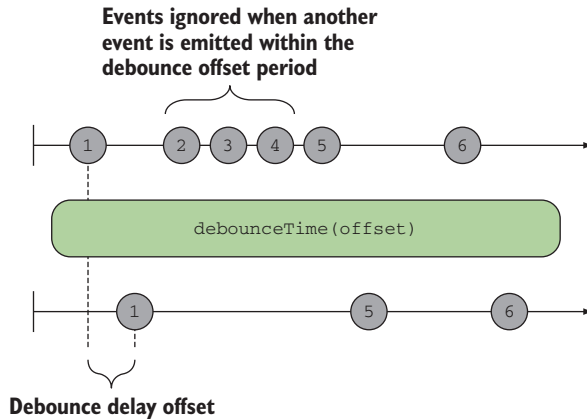 Events ignored when another
event is emitted within the
debounce offset period
1 2 3 4 5 6
debounceTime(offset)
1 5 6
Debounce delay offset